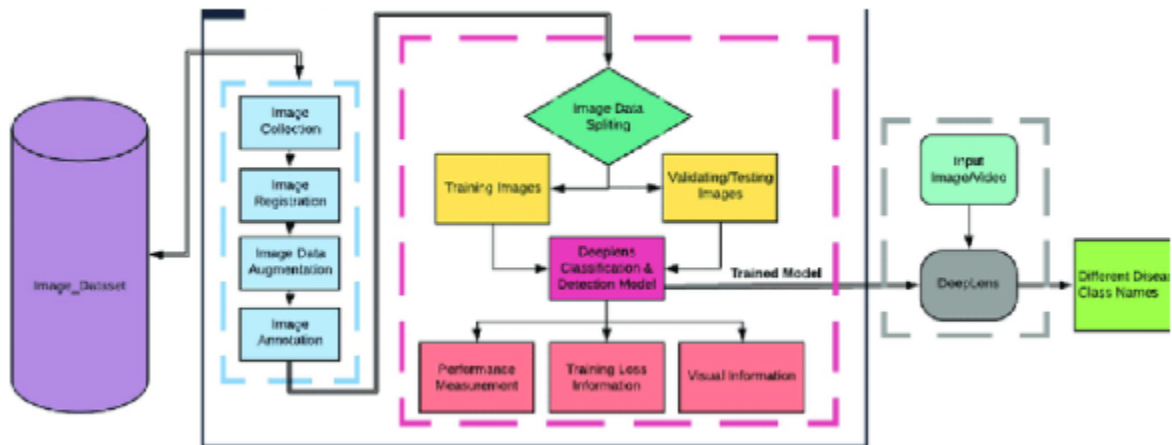 Image_Dataset
Image
Collection
Image
Registration
Image Data
Augmentation
Image
Annotation
Image Data
Spliting
Training Images
Validating/Testing
Images
Deeplens
Classification &
Detection Model
Trained Model
Performance
Measurement
Training Loss
Information
Visual Information
Input
Image/Video
DeepLens
Different Diseas
Class Names